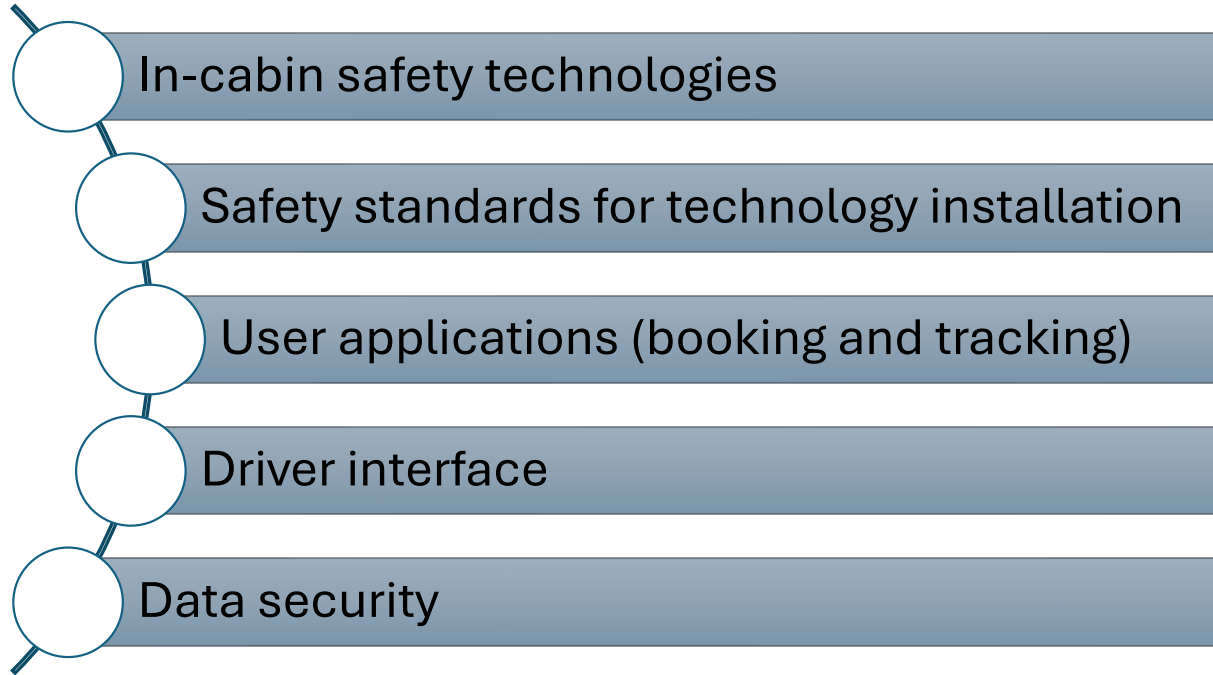 In-cabin safety technologies
Safety standards for technology installation
User applications (booking and tracking)
Driver interface
Data security